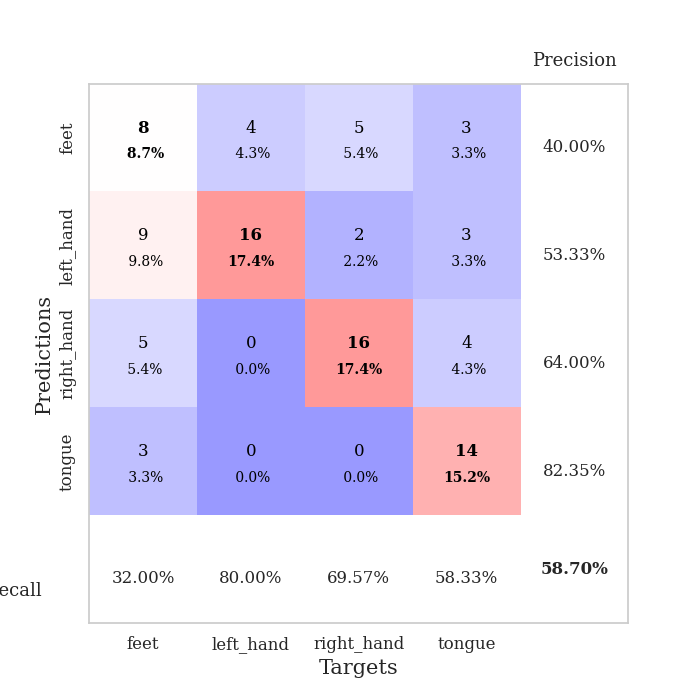 Precision
feet
8 4 5 3
8.7% 4.3% 5.4% 3.3%
40.00%
left_hand
9 16 2 3
9.8% 17.4% 2.2% 3.3%
53.33%
right_hand
5 0 16 4
5.4% 0.0% 17.4% 4.3%
64.00%
tongue
3 0 0 14
3.3% 0.0% 0.0% 15.2%
82.35%
Predictions
ecall
32.00% 80.00% 69.57% 58.33% 58.70%
feet left_hand right_hand tongue
Targets